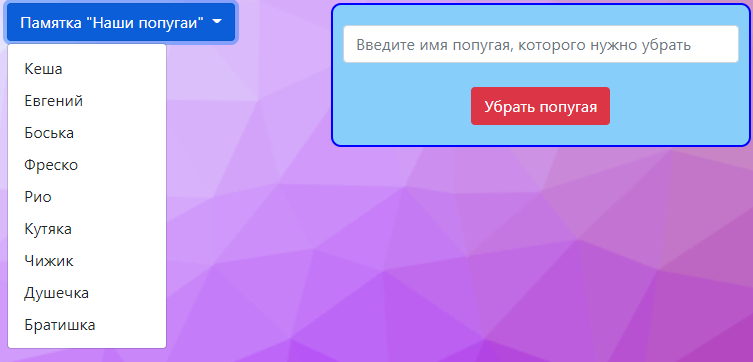 Памятка "Наши попугаи"
Кеша
Евгений
Боська
Фреско
Рио
Кутяка
Чижик
Душечка
Братишка
Введите имя попугая, которого нужно убрать
Убрать попугая